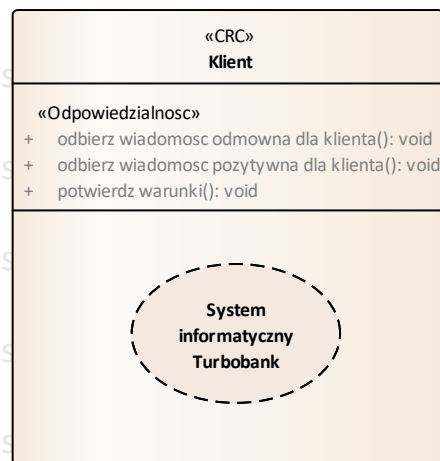 «CRC»
Klient
«Odpowiedzialnosc»
+ odbierz wiadomosc odmowna dla klienta(): void
+ odbierz wiadomosc pozytywna dla klienta(): void
+ potwierdz warunki(): void
System
informatyczny
Turbobank